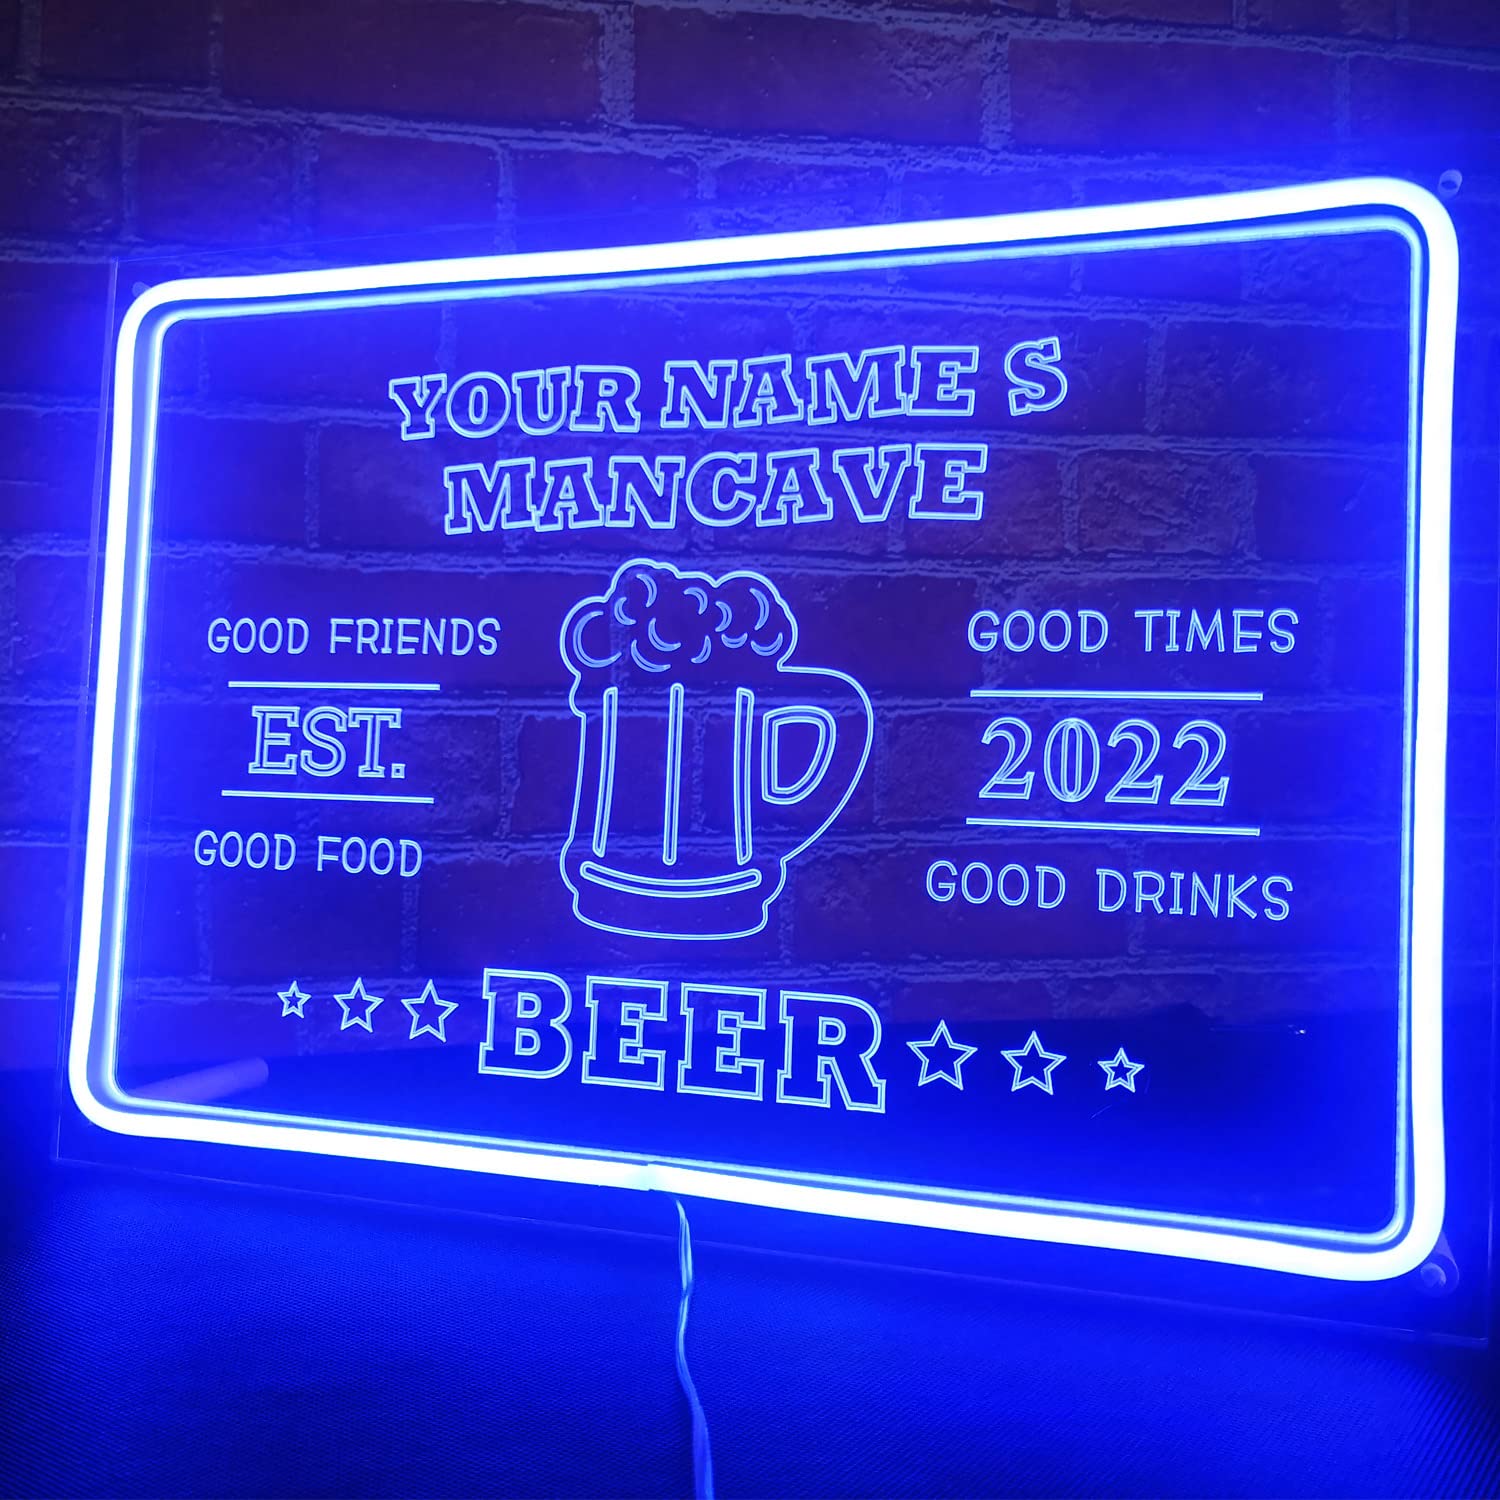 YOUR NAME S
MANCAVE
GOOD FRIENDS
GOOD TIMES
EST.
2022
GOOD FOOD
GOOD DRINKS
BEER